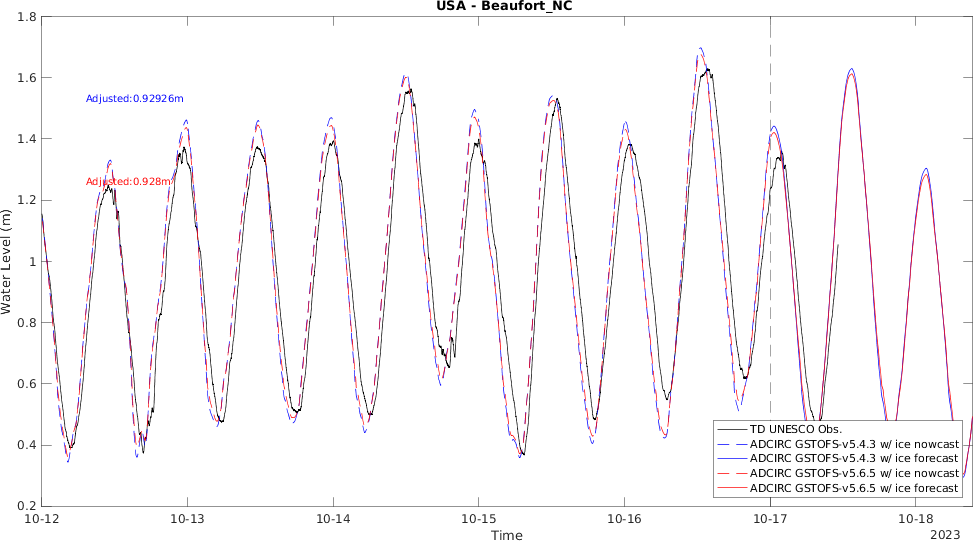 USA - Beaufort_NC
1.8
1.6
1.4
1.2
1
0.8
0.6
0.4
0.2
Water Level (m)
Adjusted:0.92926m
Adjusted:0.928m
TD UNESCO Obs.
ADCIRC GSTOFS-v5.4.3 w/ ice nowcast
ADCIRC GSTOFS-v5.4.3 w/ ice forecast
ADCIRC GSTOFS-v5.6.5 w/ ice nowcast
ADCIRC GSTOFS-v5.6.5 w/ ice forecast
10-12 10-13 10-14 10-15 10-16 10-17 10-18
Time
2023